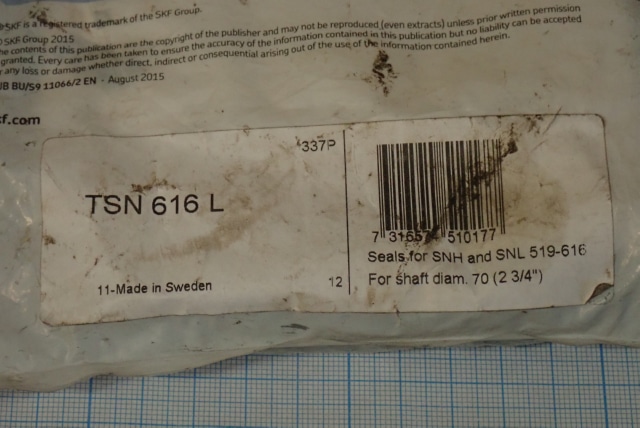 ® SKF is a registered trademark of the SKF Group.
© SKF Group 2015
he contents of this publication are the copyright of the publisher and may not be reproduced (even extracts) unless prior written permission
granted. Every care has been taken to ensure the accuracy of the information contained in this publication but no liability can be accepted
r any loss or damage whether direct, indirect or consequential arising out of the use of the information contained herein.
UB BU/S9 11066/2 EN - August 2015
f.com
337P
TSN 616 L
11-Made in Sweden
12
510177
Seals for SNH and SNL 519-616
For shaft diam. 70 (2 3/4")